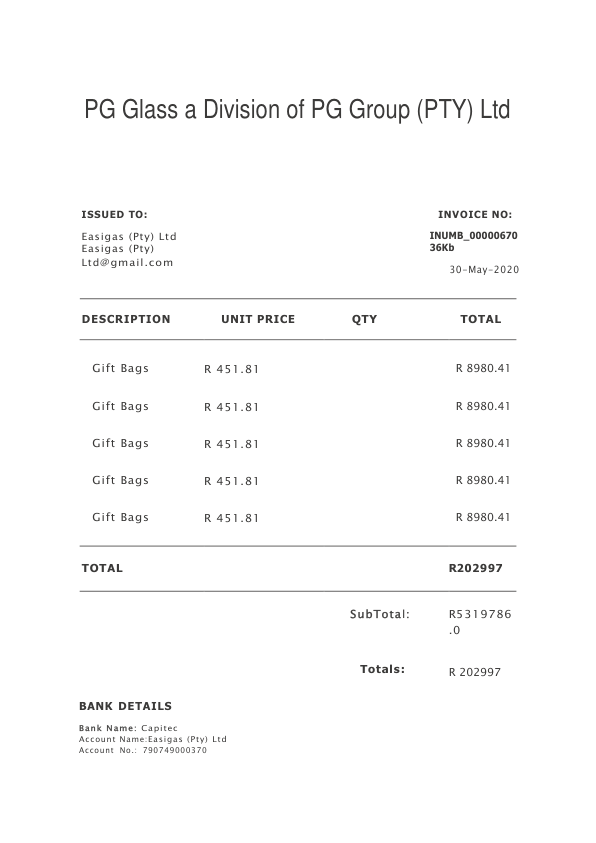 PG Glass a Division of PG Group (PTY) Ltd
ISSUED TO:
INVOICE NO:
Easigas (Pty) Ltd
Easigas (Pty)
Ltd@gmail.com
INUMB_00000670
36Kb
30-May-2020
DESCRIPTION UNIT PRICE QTY TOTAL
Gift Bags R 451.81 R 8980.41
Gift Bags R 451.81 R 8980.41
Gift Bags R 451.81 R 8980.41
Gift Bags R 451.81 R 8980.41
Gift Bags R 451.81 R 8980.41
TOTAL R202997
SubTotal: R5319786
.0
Totals: R 202997
BANK DETAILS
Bank Name: Capitec
Account Name:Easigas (Pty) Ltd
Account No.: 790749000370